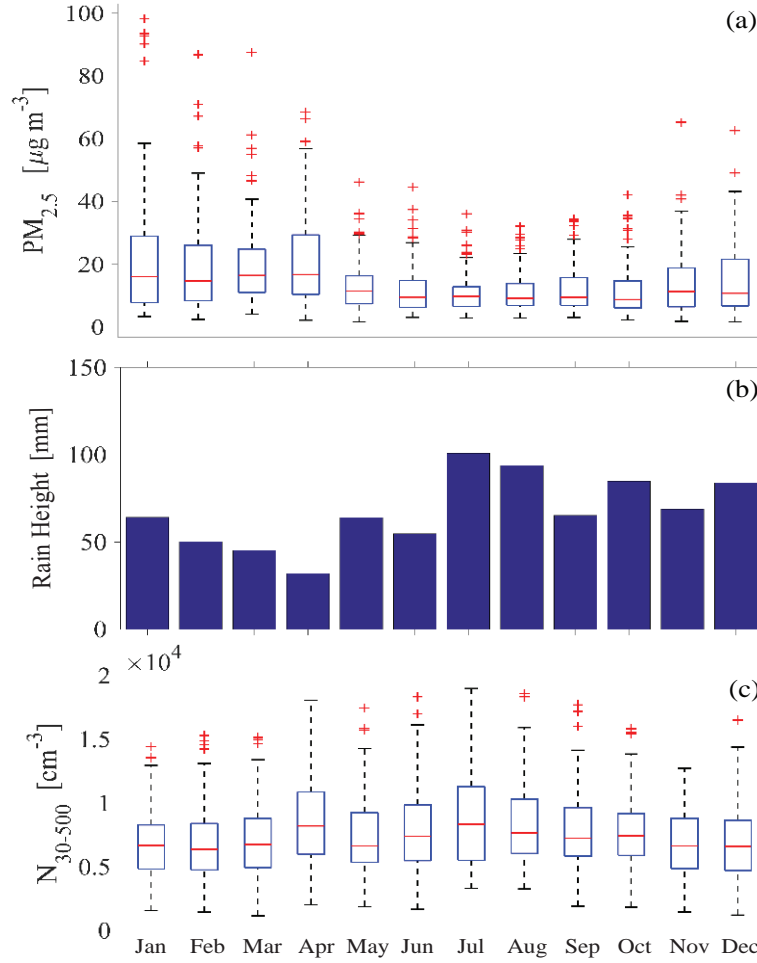 (a)
100
80
60
40
20
0
PM2.5 [µg m-3]
(b)
150
100
50
0
Rain Height [mm]
×10^4
(c)
2
1.5
1
0.5
0
N30-500 [cm-3]
Jan Feb Mar Apr May Jun Jul Aug Sep Oct Nov Dec